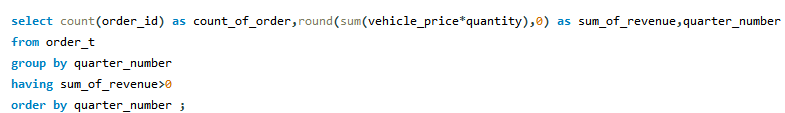 select count(order_id) as count_of_order,round(sum(vehicle_price*quantity),0) as sum_of_revenue,quarter_number
from order_t
group by quarter_number
having sum_of_revenue>0
order by quarter_number ;